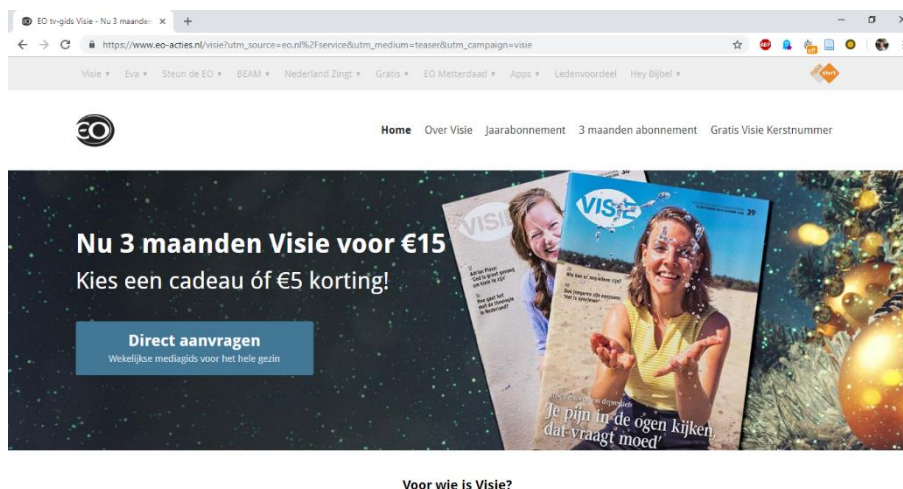 EO tv-gids Visie - Nu 3 maanden
https://www.eo-acties.nl/visie?utm_source=eo.nl%2Fservice&utm_medium=teaser&utm_campaign=visie
ABP
off
Visie Eva Steun de EO BEAM Nederland Zingt Gratis EO Metterdaad Apps Ledenvoordeel Hey Bijbel
start
EO
Home Over Visie Jaarabonnement 3 maanden abonnement Gratis Visie Kerstnummer
VISIE
VISIE
39
Nu 3 maanden Visie voor €15
Kies een cadeau óf €5 korting!
Direct aanvragen
Wekelijkse mediagids voor het hele gezin
'Je pijn in de ogen kijken,
dat vraagt moed'
Voor wie is Visie?